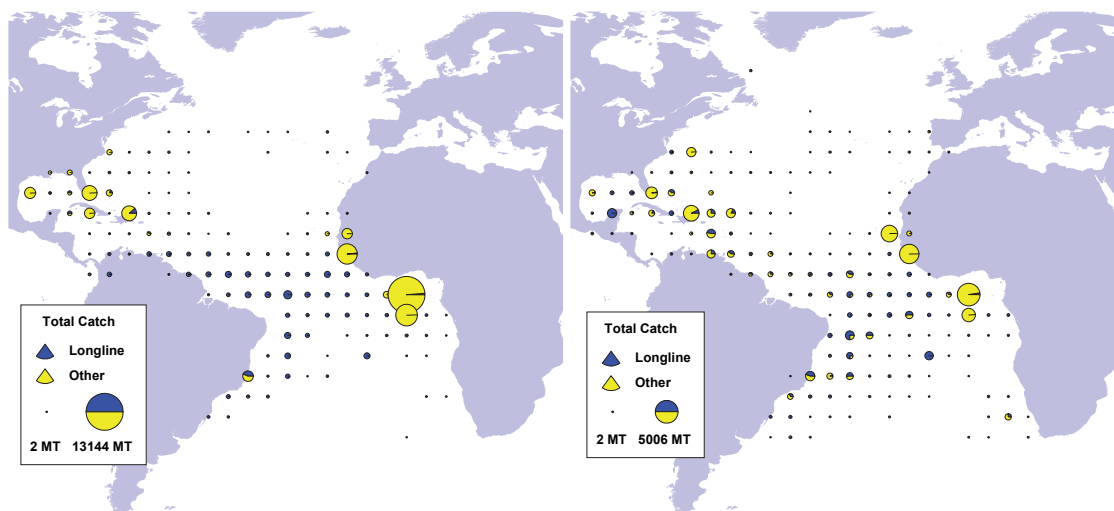 Total Catch
Longline
Other
2 MT 13144 MT
Total Catch
Longline
Other
2 MT 5006 MT